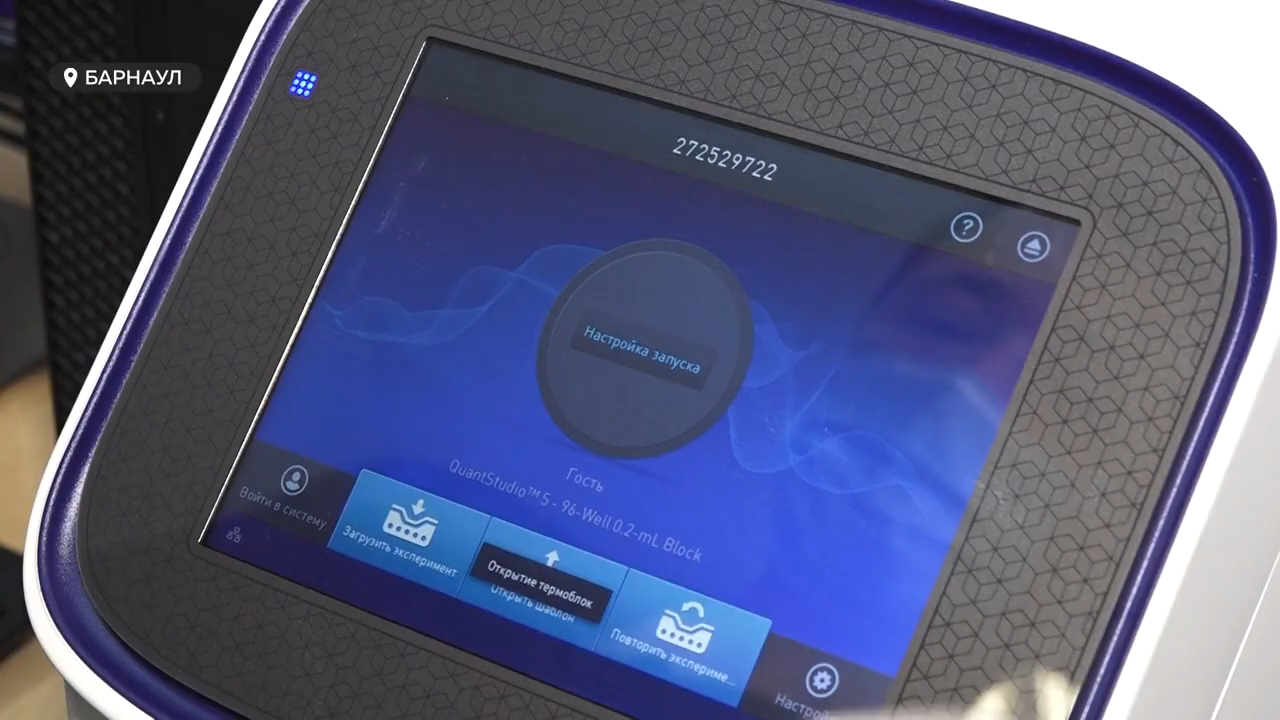 БАРНАУЛ
272529722
?
Настройка запуска
Гость
QuantStudio™ 5 - 96-Well 0.2-mL Block
Войти в систему
Загрузить эксперимент
Открытие термоблок
Открыть шаблон
Повторить экспериме...